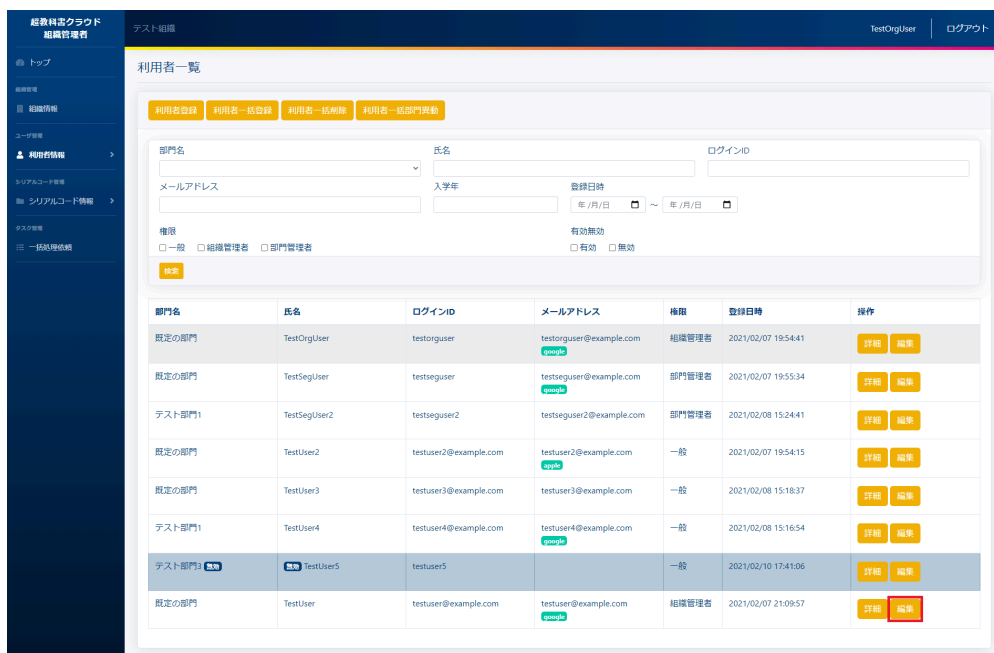 超教科書クラウド
組織管理者
テスト組織
TestOrgUser
ログアウト
トップ
組織管理
組織情報
ユーザ管理
利用者情報
シリアルコード管理
シリアルコード情報
タスク管理
一括処理依頼
利用者一覧
利用者登録 利用者一括登録 利用者一括削除 利用者一括部門異動
部門名 氏名 ログインID
メールアドレス 入学年 登録日時
年 /月/日 ～ 年 /月/日
権限 有効無効
一般 組織管理者 部門管理者 有効 無効
検索
部門名 氏名 ログインID メールアドレス 権限 登録日時 操作
既定の部門 TestOrgUser testorguser testorguser@example.com 組織管理者 2021/02/07 19:54:41 詳細 編集
google
既定の部門 TestSegUser testseguser testseguser@example.com 部門管理者 2021/02/07 19:55:34 詳細 編集
google
テスト部門1 TestSegUser2 testseguser2 testseguser2@example.com 部門管理者 2021/02/08 15:24:41 詳細 編集
既定の部門 TestUser2 testuser2@example.com testuser2@example.com 一般 2021/02/07 19:54:15 詳細 編集
apple
既定の部門 TestUser3 testuser3@example.com testuser3@example.com 一般 2021/02/08 15:18:37 詳細 編集
テスト部門1 TestUser4 testuser4@example.com testuser4@example.com 一般 2021/02/08 15:16:54 詳細 編集
google
テスト部門3 無効 無効 TestUser5 testuser5 一般 2021/02/10 17:41:06 詳細 編集
既定の部門 TestUser testuser@example.com testuser@example.com 組織管理者 2021/02/07 21:09:57 詳細 編集
google